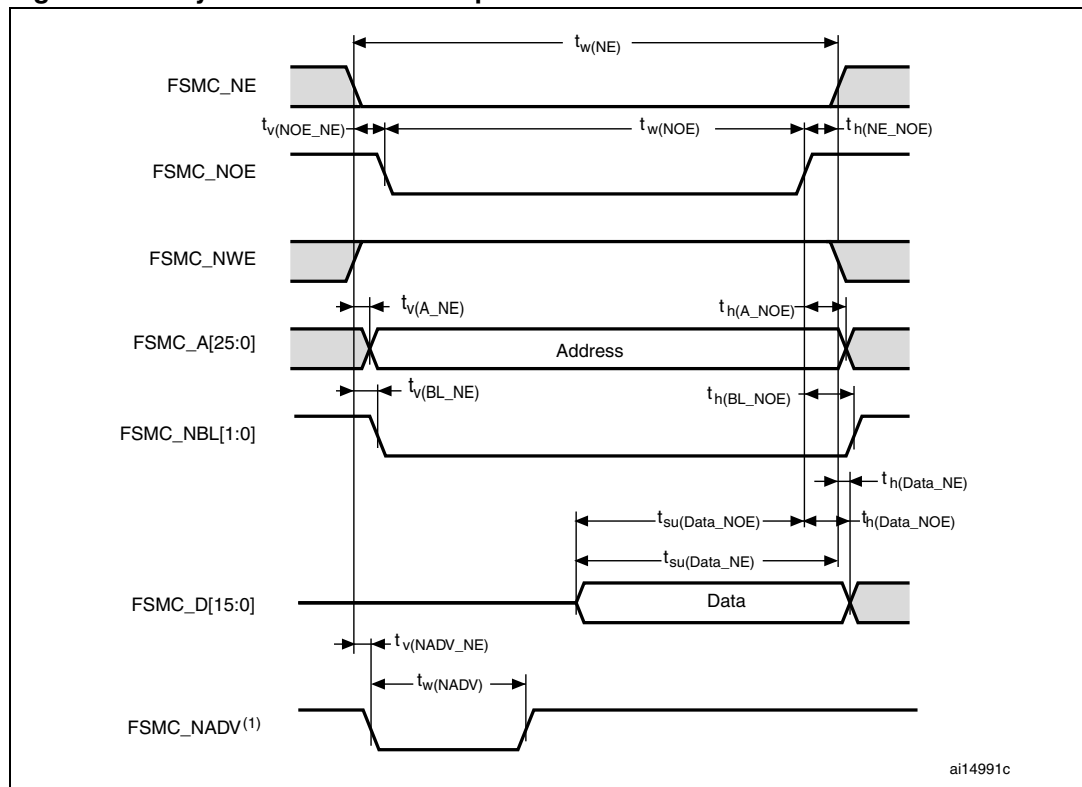 tw(NE)
FSMC_NE
tv(NOE_NE)
tw(NOE)
th(NE_NOE)
FSMC_NOE
FSMC_NWE
tv(A_NE)
th(A_NOE)
FSMC_A[25:0]
Address
tv(BL_NE)
th(BL_NOE)
FSMC_NBL[1:0]
th(Data_NE)
tsu(Data_NOE)
th(Data_NOE)
tsu(Data_NE)
FSMC_D[15:0]
Data
tv(NADV_NE)
tw(NADV)
FSMC_NADV(1)
ai14991c